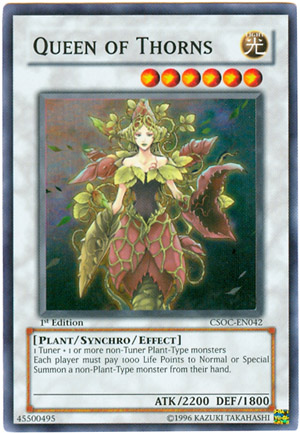 QUEEN OF THORNS
LIGHT
光
1st Edition
CSOC-EN042
[PLANT/SYNCHRO/EFFECT]
1 Tuner + 1 or more non-Tuner Plant-Type monsters
Each player must pay 1000 Life Points to Normal or Special
Summon a non-Plant-Type monster from their hand.
ATK/2200 DEF/1800
45500495
©1996 KAZUKI TAKAHASHI